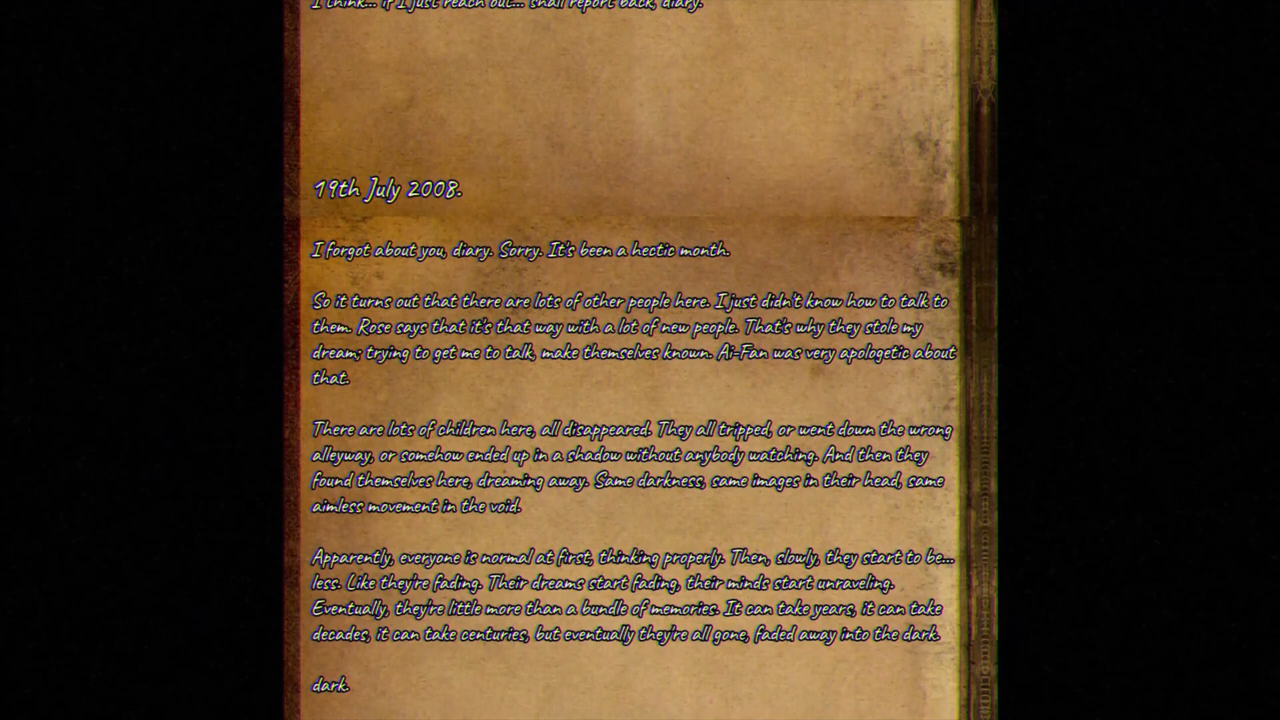 I think... if I just reach out... shall report back, diary.
19th July 2008.
I forgot about you, diary. Sorry. It's been a hectic month.
So it turns out that there are lots of other people here. I just didn't know how to talk to
them. Rose says that it's that way with a lot of new people. That's why they stole my
dream; trying to get me to talk, make themselves known. Ai-Fan was very apologetic about
that.
There are lots of children here, all disappeared. They all tripped, or went down the wrong
alleyway, or somehow ended up in a shadow without anybody watching. And then they
found themselves here, dreaming away. Same darkness, same images in their head, same
aimless movement in the void.
Apparently, everyone is normal at first, thinking properly. Then, slowly, they start to be...
less. Like they're fading. Their dreams start fading, their minds start unraveling.
Eventually, they're little more than a bundle of memories. It can take years, it can take
decades, it can take centuries, but eventually they're all gone, faded away into the dark.
dark.